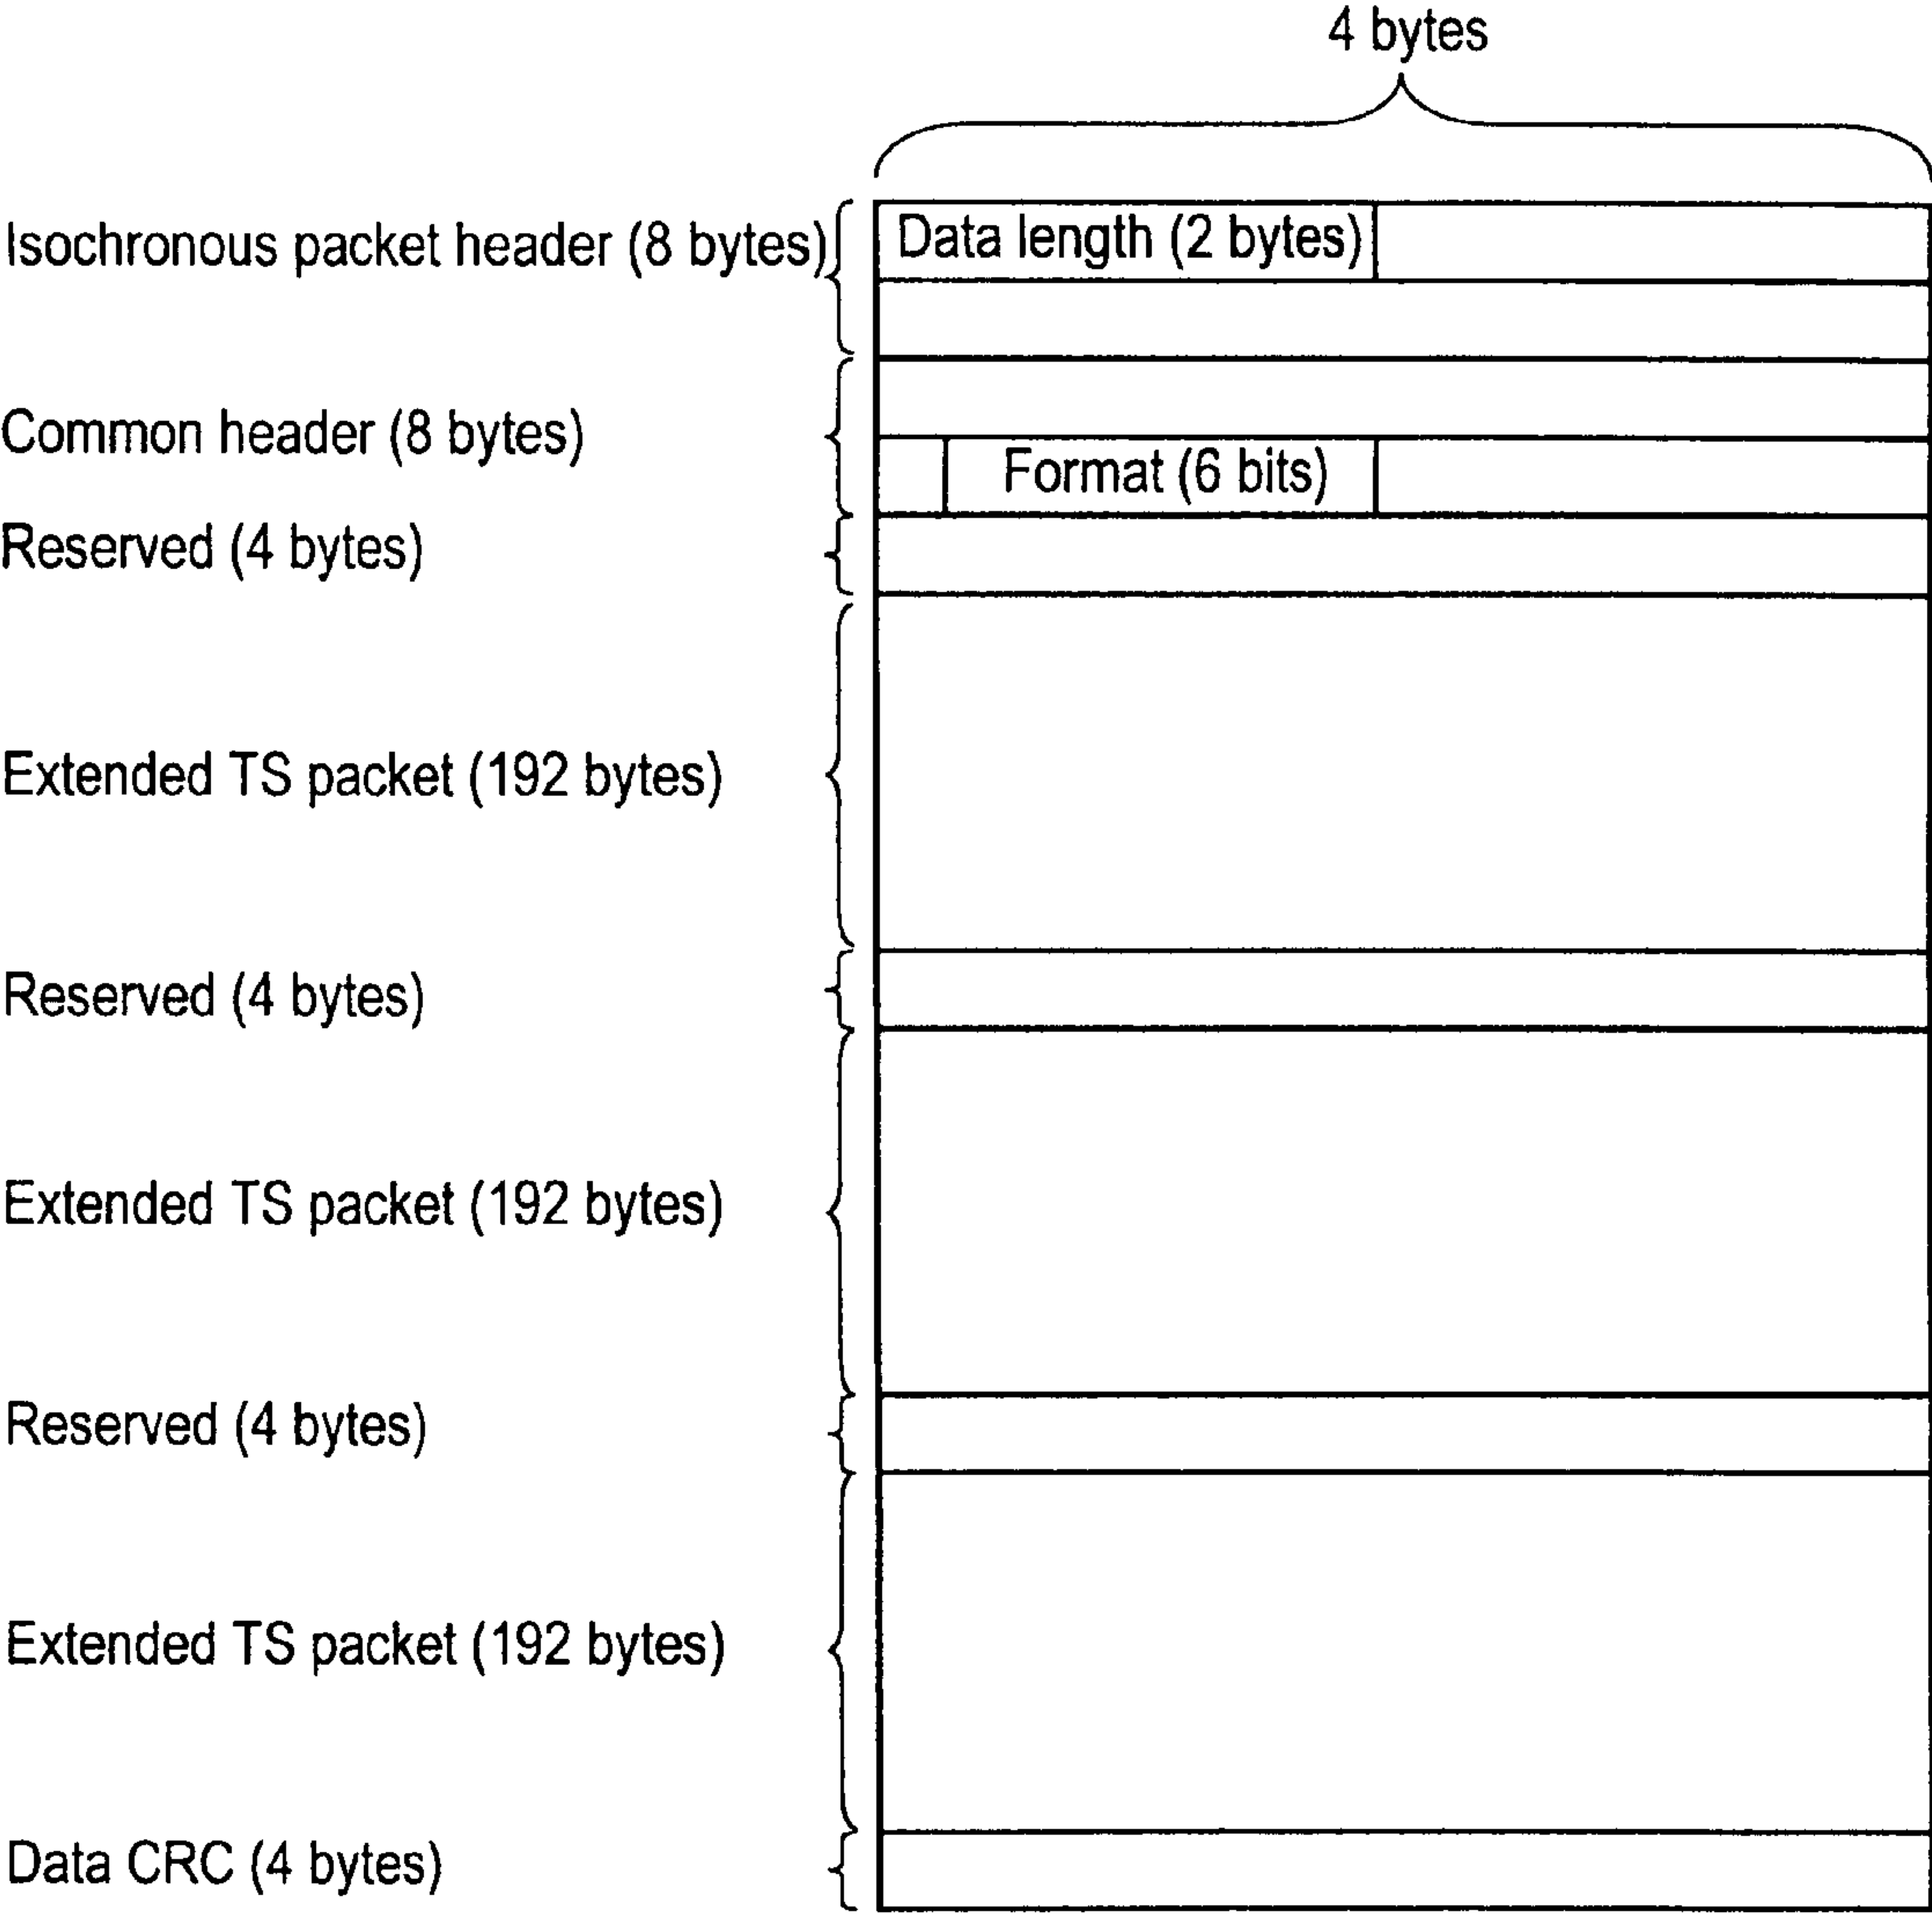 4 bytes
Isochronous packet header (8 bytes)
Data length (2 bytes)
Common header (8 bytes)
Format (6 bits)
Reserved (4 bytes)
Extended TS packet (192 bytes)
Reserved (4 bytes)
Extended TS packet (192 bytes)
Reserved (4 bytes)
Extended TS packet (192 bytes)
Data CRC (4 bytes)